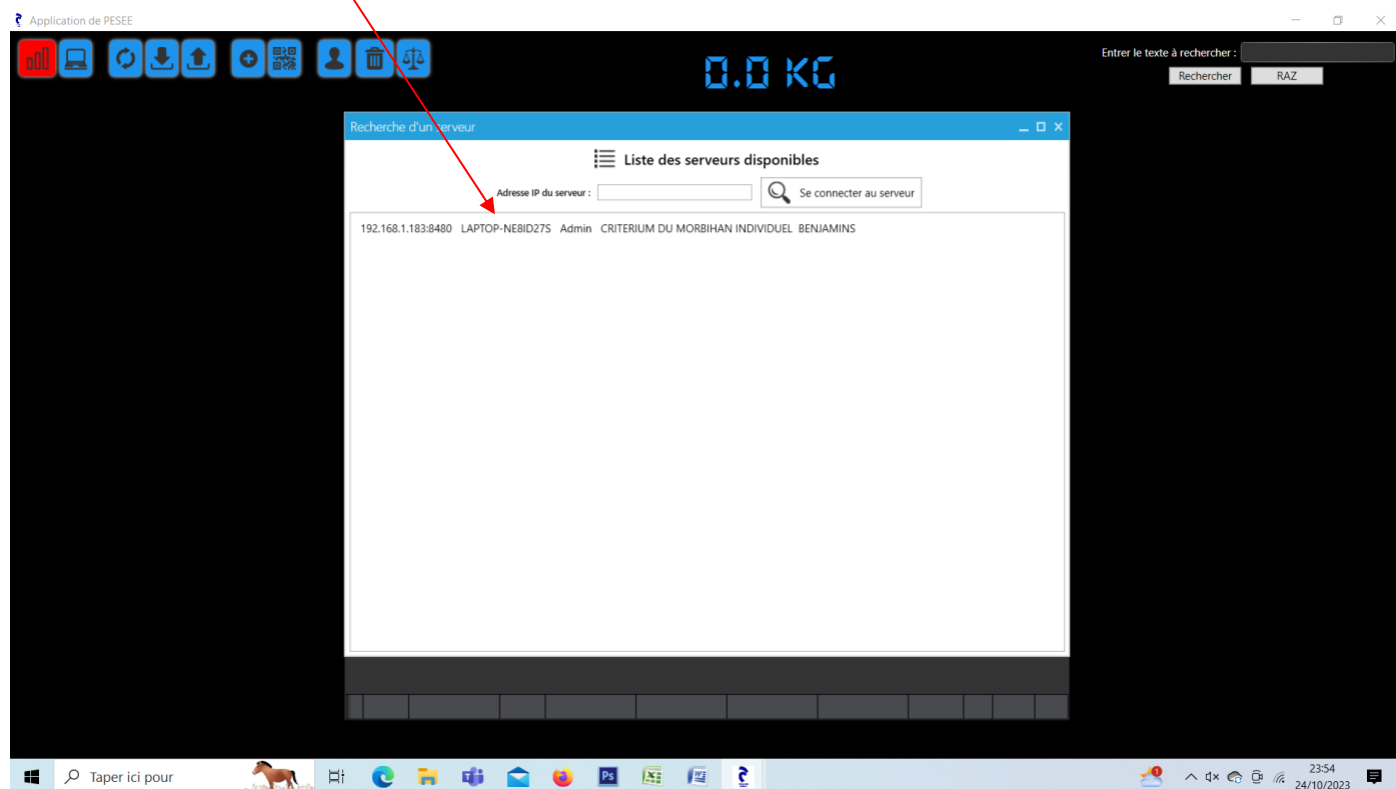 Application de PESEE
0.0 KG
Entrer le texte à rechercher :
Rechercher RAZ
Recherche d'un serveur
Liste des serveurs disponibles
Adresse IP du serveur : Se connecter au serveur
192.168.1.183:8480 LAPTOP-NE8ID27S Admin CRITERIUM DU MORBIHAN INDIVIDUEL BENJAMINS
Taper ici pour
Ps
1
23:54
24/10/2023